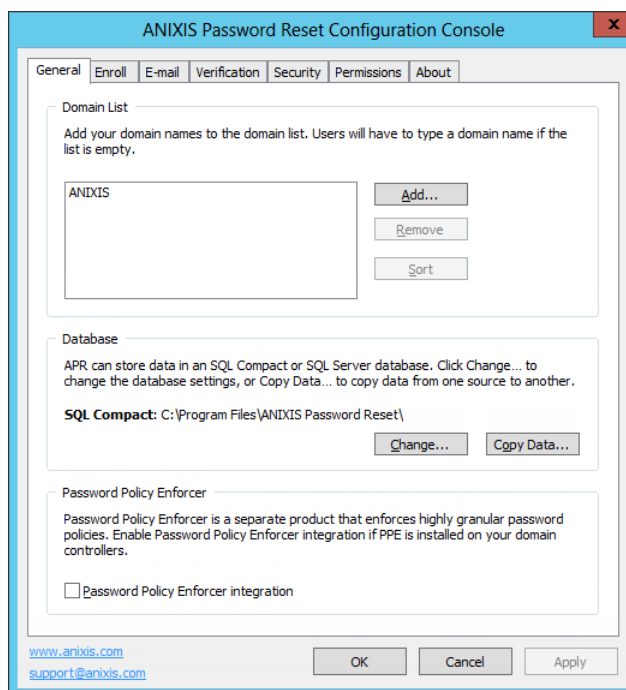 ANIXIS Password Reset Configuration Console
x
General Enroll E-mail Verification Security Permissions About
Domain List
Add your domain names to the domain list. Users will have to type a domain name if the
list is empty.
ANIXIS
Add...
Remove
Sort
Database
APR can store data in an SQL Compact or SQL Server database. Click Change... to
change the database settings, or Copy Data... to copy data from one source to another.
SQL Compact: C:\Program Files\ANIXIS Password Reset\
Change... Copy Data...
Password Policy Enforcer
Password Policy Enforcer is a separate product that enforces highly granular password
policies. Enable Password Policy Enforcer integration if PPE is installed on your domain
controllers.
Password Policy Enforcer integration
www.anixis.com
support@anixis.com
OK Cancel Apply